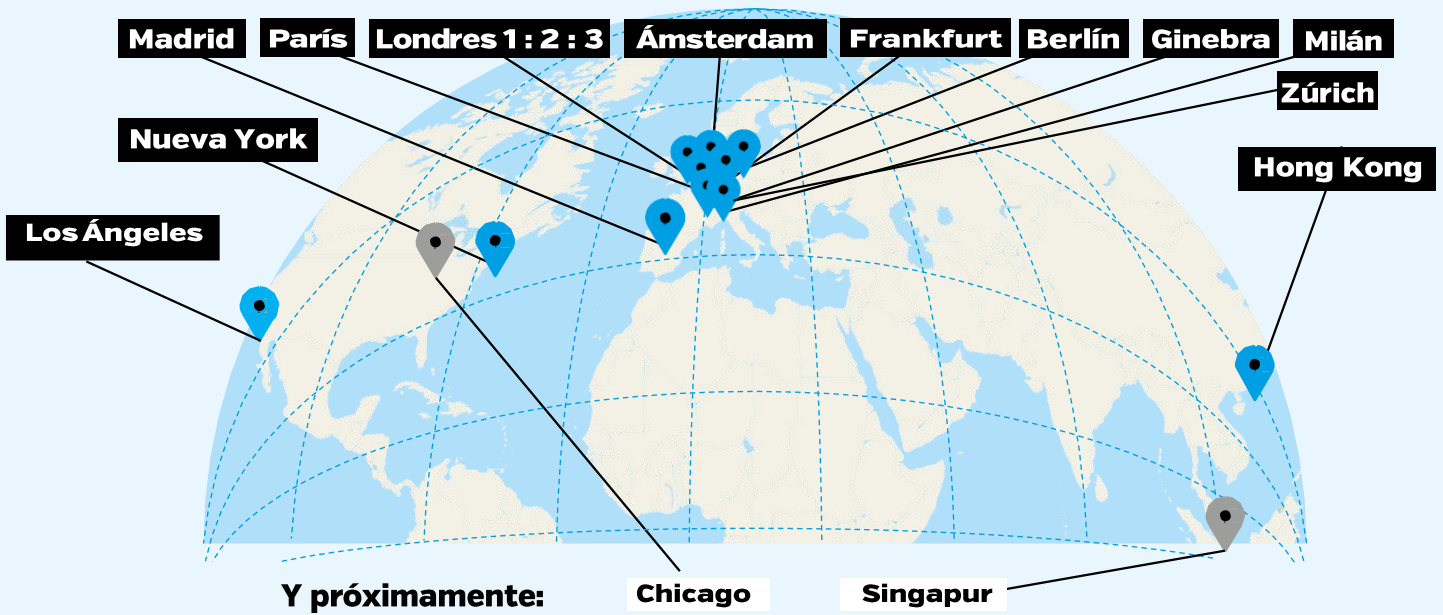 Madrid
París
Londres 1 : 2 : 3
Ámsterdam
Frankfurt
Berlín
Ginebra
Milán
Zúrich
Nueva York
Hong Kong
Los Ángeles
Y próximamente:
Chicago
Singapur